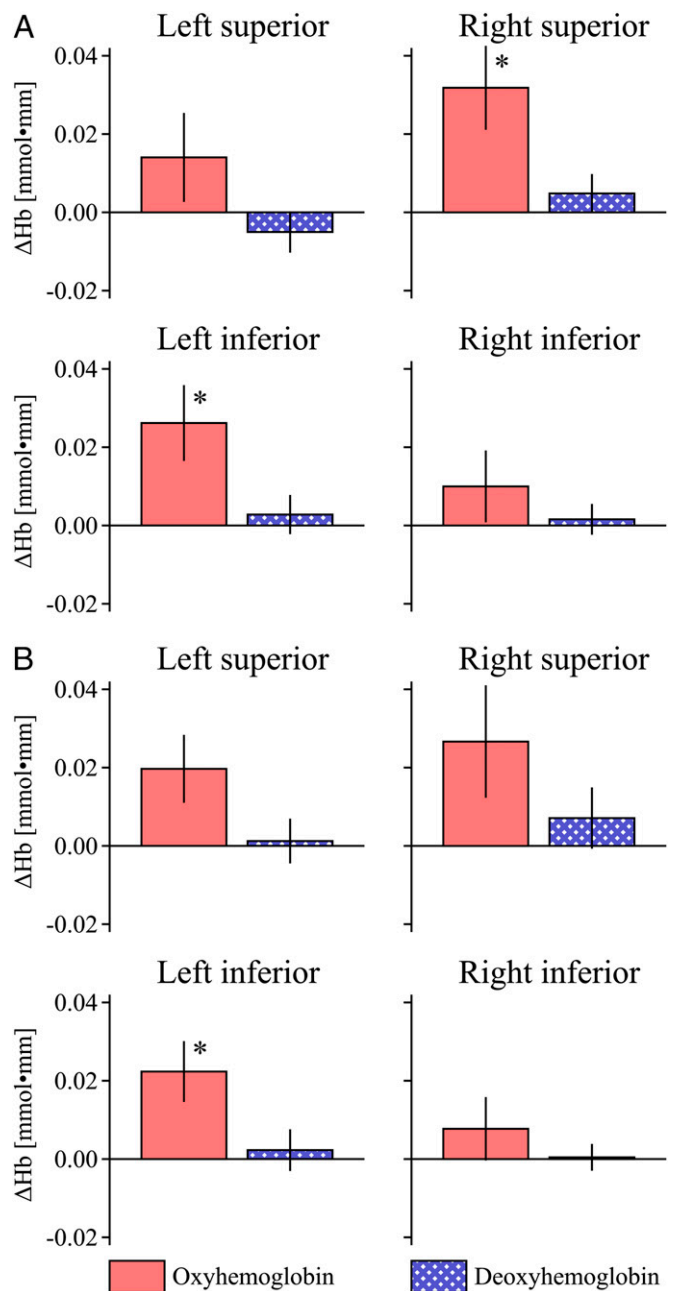 A
Left superior
Right superior
ΔHb [mmol•mm]
0.04
0.02
0.00
-0.02
*
Left inferior
Right inferior
ΔHb [mmol•mm]
0.04
0.02
0.00
-0.02
*
B
Left superior
Right superior
ΔHb [mmol•mm]
0.04
0.02
0.00
-0.02
Left inferior
Right inferior
ΔHb [mmol•mm]
0.04
0.02
0.00
-0.02
*
Oxyhemoglobin
Deoxyhemoglobin